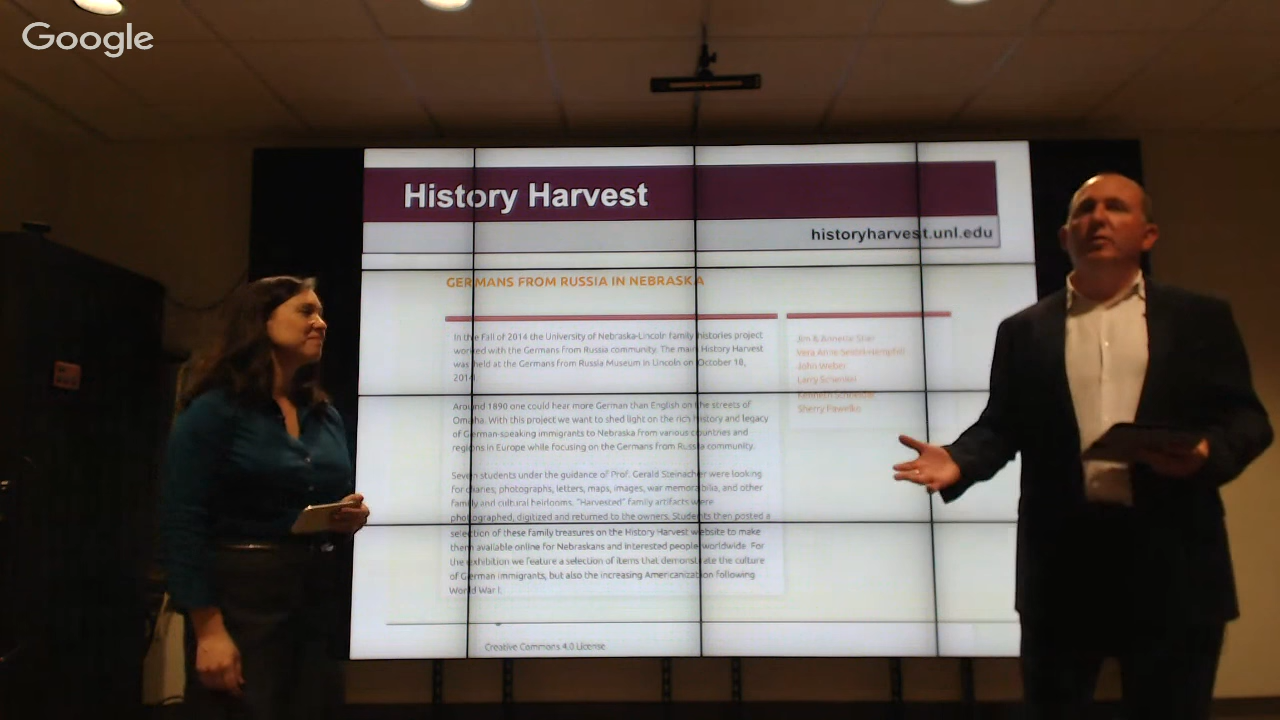 Google
History Harvest
historyharvest.unl.edu
GERMANS FROM RUSSIA IN NEBRASKA
In the Fall of 2014 the University of Nebraska-Lincoln family histories project
worked with the Germans from Russia community. The main History Harvest
was held at the Germans from Russia Museum in Lincoln on October 18,
2014.
Around 1890 one could hear more German than English on the streets of
Omaha. With this project we want to shed light on the rich history and legacy
of German-speaking immigrants to Nebraska from various countries and
regions in Europe while focusing on the Germans from Russia community.
Seven students under the guidance of Prof. Gerald Steinacher were looking
for diaries, photographs, letters, maps, images, war memorabilia, and other
family and cultural heirlooms. "Harvested" family artifacts were
photographed, digitized and returned to the owners. Students then posted a
selection of these family treasures on the History Harvest website to make
them available online for Nebraskans and interested people worldwide. For
the exhibition we feature a selection of items that demonstrate the culture
of German immigrants, but also the increasing Americanization following
World War I.
Jim & Annette
Vera Anne
John Weber
Larry
Kenneth
Sherry Pawelko
Creative Commons 4.0 License